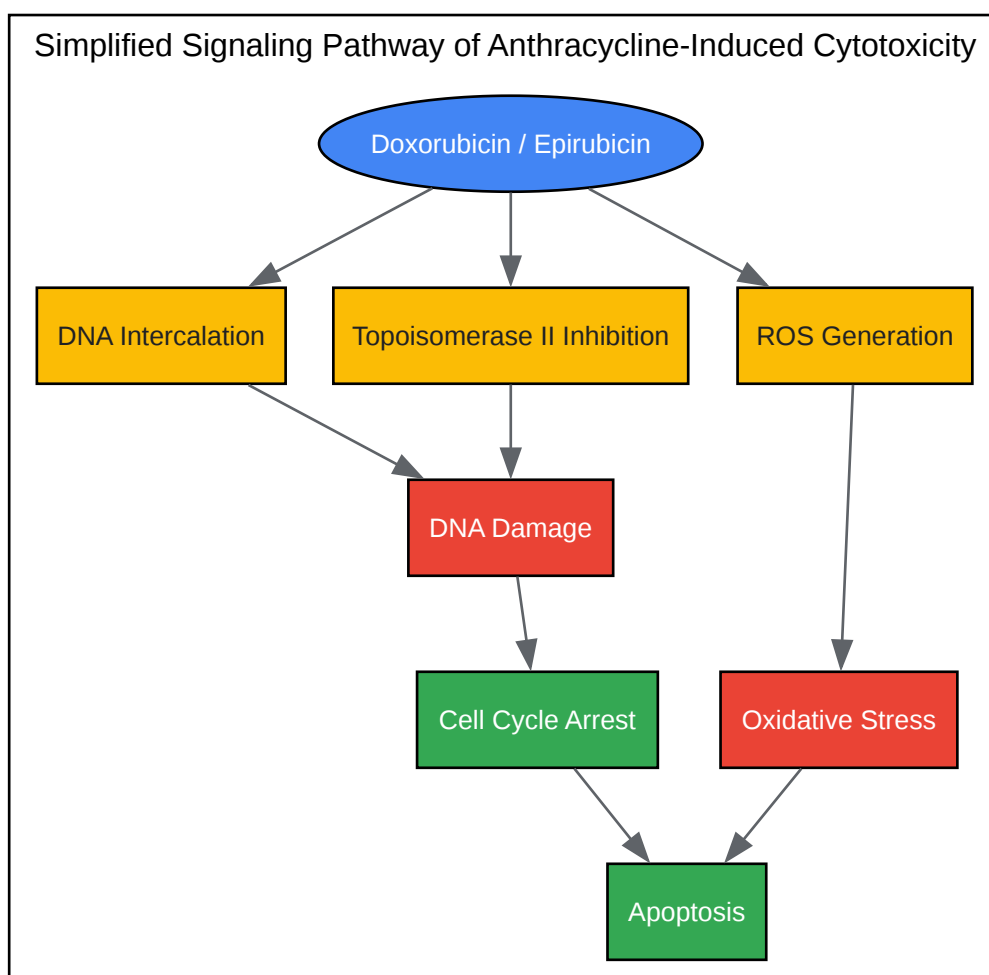 Simplified Signaling Pathway of Anthracycline-Induced Cytotoxicity
Doxorubicin / Epirubicin
DNA Intercalation
Topoisomerase II Inhibition
ROS Generation
DNA Damage
Cell Cycle Arrest
Oxidative Stress
Apoptosis